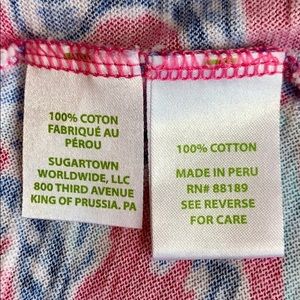 100% COTON
FABRIQUÉ AU
PÉROU
SUGARTOWN
WORLDWIDE, LLC
800 THIRD AVENUE
KING OF PRUSSIA. PA
100% COTTON
MADE IN PERU
RN# 88189
SEE REVERSE
FOR CARE